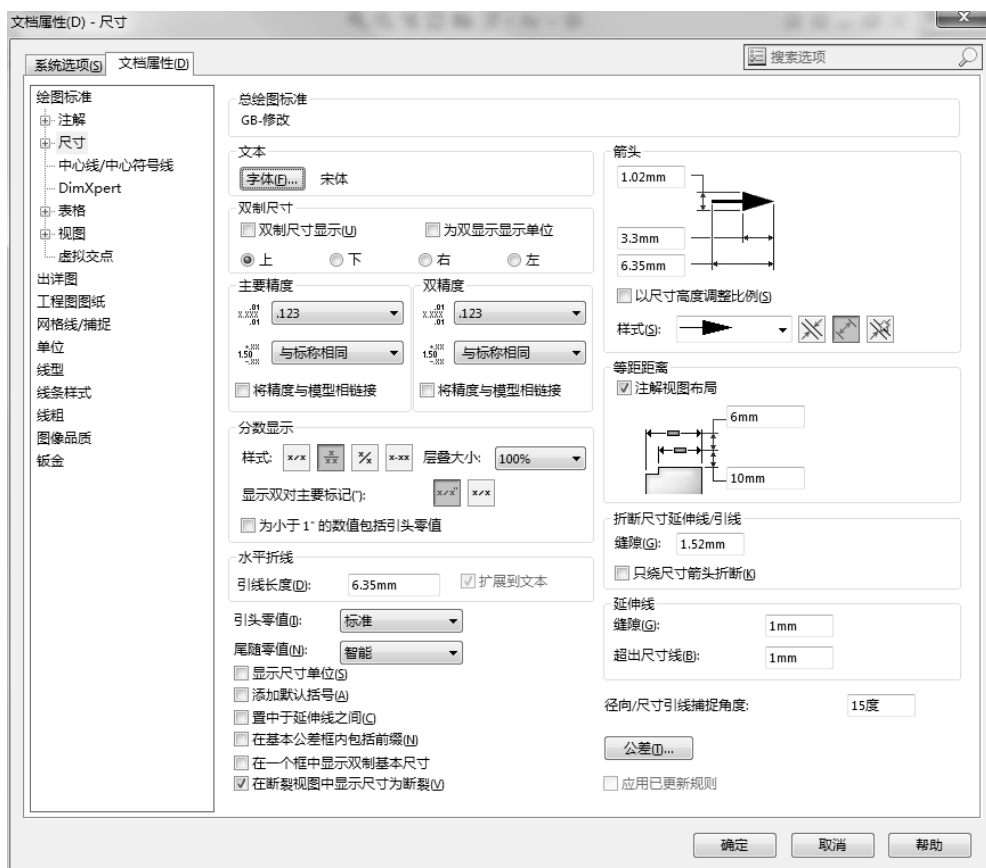 文档属性(D) - 尺寸
X
系统选项(S)
文档属性(D)
搜索选项
绘图标准
注解
尺寸
中心线/中心符号线
DimXpert
表格
视图
虚拟交点
出详图
工程图图纸
网格线/捕捉
单位
线型
线条样式
线粗
图像品质
钣金
总绘图标准
GB-修改
文本
字体(F)... 宋体
双制尺寸
双制尺寸显示(U) 为双显示显示单位
上 下 右 左
主要精度
x.xxx .01 .01 .123
1.50 +.xx -.xx 与标称相同
将精度与模型相链接
双精度
x.xxx .01 .01 .123
1.50 +.xx -.xx 与标称相同
将精度与模型相链接
分数显示
样式: x/x x/xx x/x x-xx 层叠大小: 100%
显示双对主要标记("): x/x" x/x
为小于 1" 的数值包括引头零值
水平折线
引线长度(D): 6.35mm 扩展到文本
引头零值(I): 标准
尾随零值(N): 智能
显示尺寸单位(S)
添加默认括号(A)
置中于延伸线之间(C)
在基本公差框内包括前缀(N)
在一个框中显示双制基本尺寸
在断裂视图中显示尺寸为断裂(V)
箭头
1.02mm
3.3mm
6.35mm
以尺寸高度调整比例(S)
样式(S):
等距距离
注解视图布局
6mm
10mm
折断尺寸延伸线/引线
缝隙(G): 1.52mm
只绕尺寸箭头折断(K)
延伸线
缝隙(G): 1mm
超出尺寸线(B): 1mm
径向/尺寸引线捕捉角度: 15度
公差(T)...
应用已更新规则
确定 取消 帮助